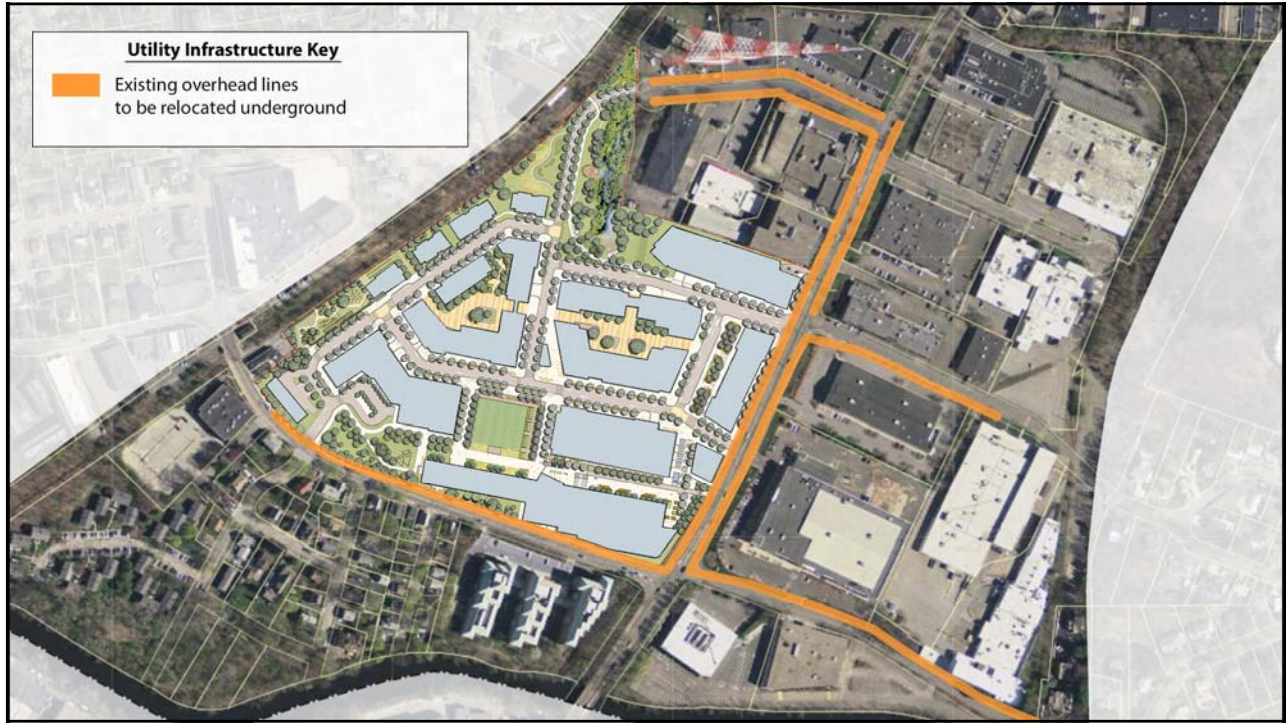 Utility Infrastructure Key
Existing overhead lines
to be relocated underground